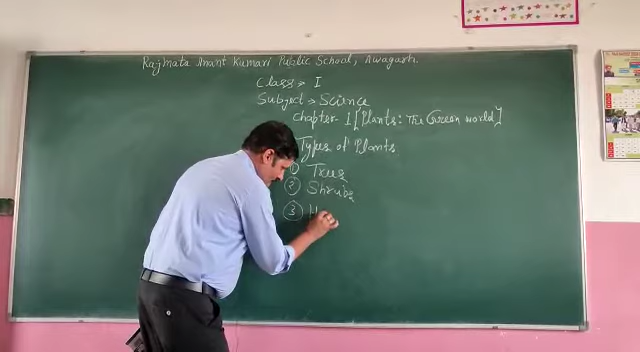 Rajmata Anant Kumari Public School, Awagarh.
Class > I
Subject > Science
Chapter 1 [Plants: The Green world]
Types of Plants
1) Trees
(2) Shrubs
(3) H